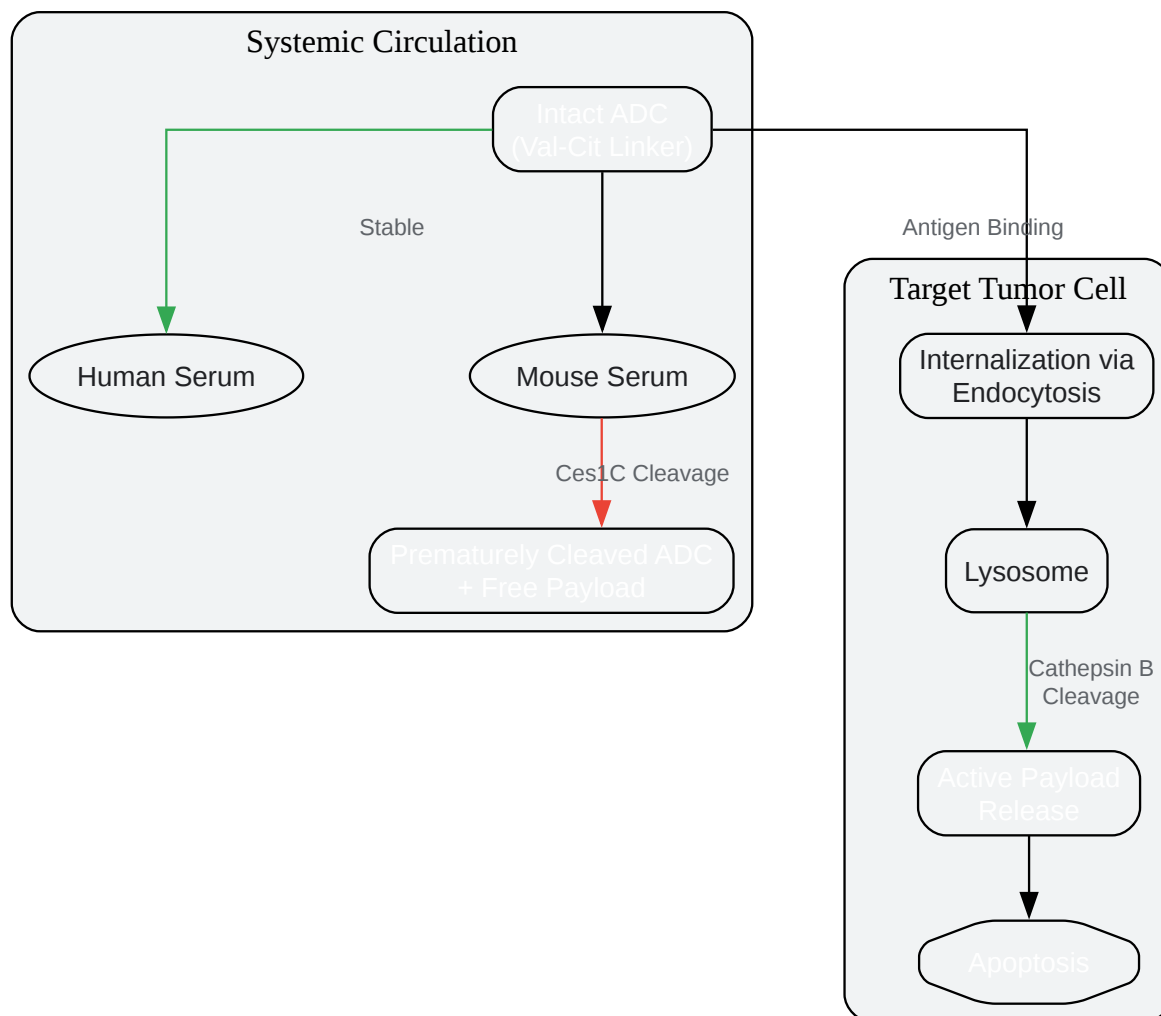 Systemic Circulation
Intact ADC
(Val-Cit Linker)
Stable
Antigen Binding
Human Serum
Mouse Serum
Ces1C Cleavage
Prematurely Cleaved ADC
+ Free Payload
Target Tumor Cell
Internalization via
Endocytosis
Lysosome
Cathepsin B
Cleavage
Active Payload
Release
Apoptosis